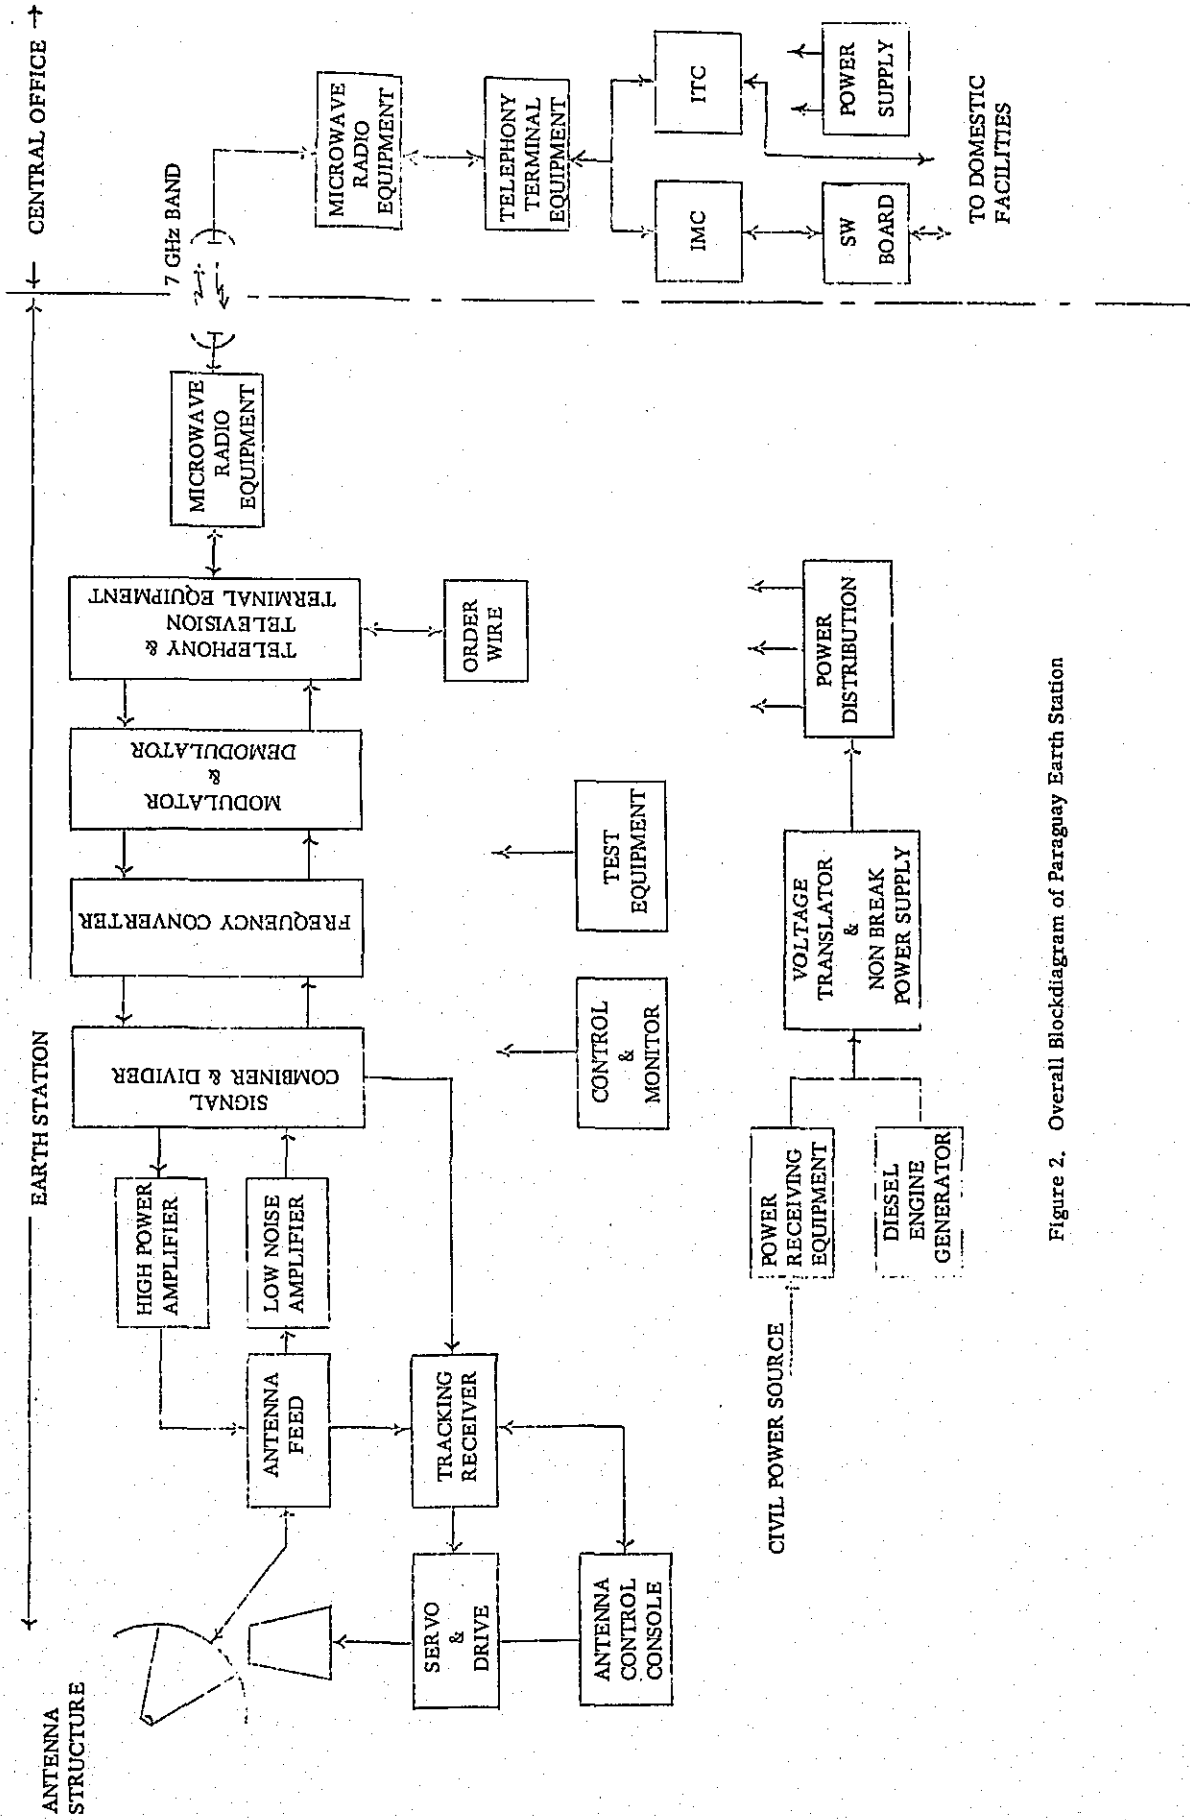 ANTENNA
STRUCTURE
EARTH STATION
CENTRAL OFFICE
7 GHz BAND
HIGH POWER
AMPLIFIER
SIGNAL
COMBINER & DIVIDER
FREQUENCY CONVERTER
MODULATOR
&
DEMODULATOR
TELEPHONY &
TELEVISION
TERMINAL EQUIPMENT
MICROWAVE
RADIO
EQUIPMENT
ANTENNA
FEED
LOW NOISE
AMPLIFIER
ORDER
WIRE
MICROWAVE
RADIO
EQUIPMENT
SERVO
&
DRIVE
TRACKING
RECEIVER
TELEPHONY
TERMINAL
EQUIPMENT
ANTENNA
CONTROL
CONSOLE
CONTROL
&
MONITOR
TEST
EQUIPMENT
IMC
ITC
CIVIL POWER SOURCE
POWER
RECEIVING
EQUIPMENT
DIESEL
ENGINE
GENERATOR
VOLTAGE
TRANSLATOR
&
NON BREAK
POWER SUPPLY
POWER
DISTRIBUTION
SW
BOARD
POWER
SUPPLY
TO DOMESTIC
FACILITIES
Figure 2. Overall Blockdiagram of Paraguay Earth Station